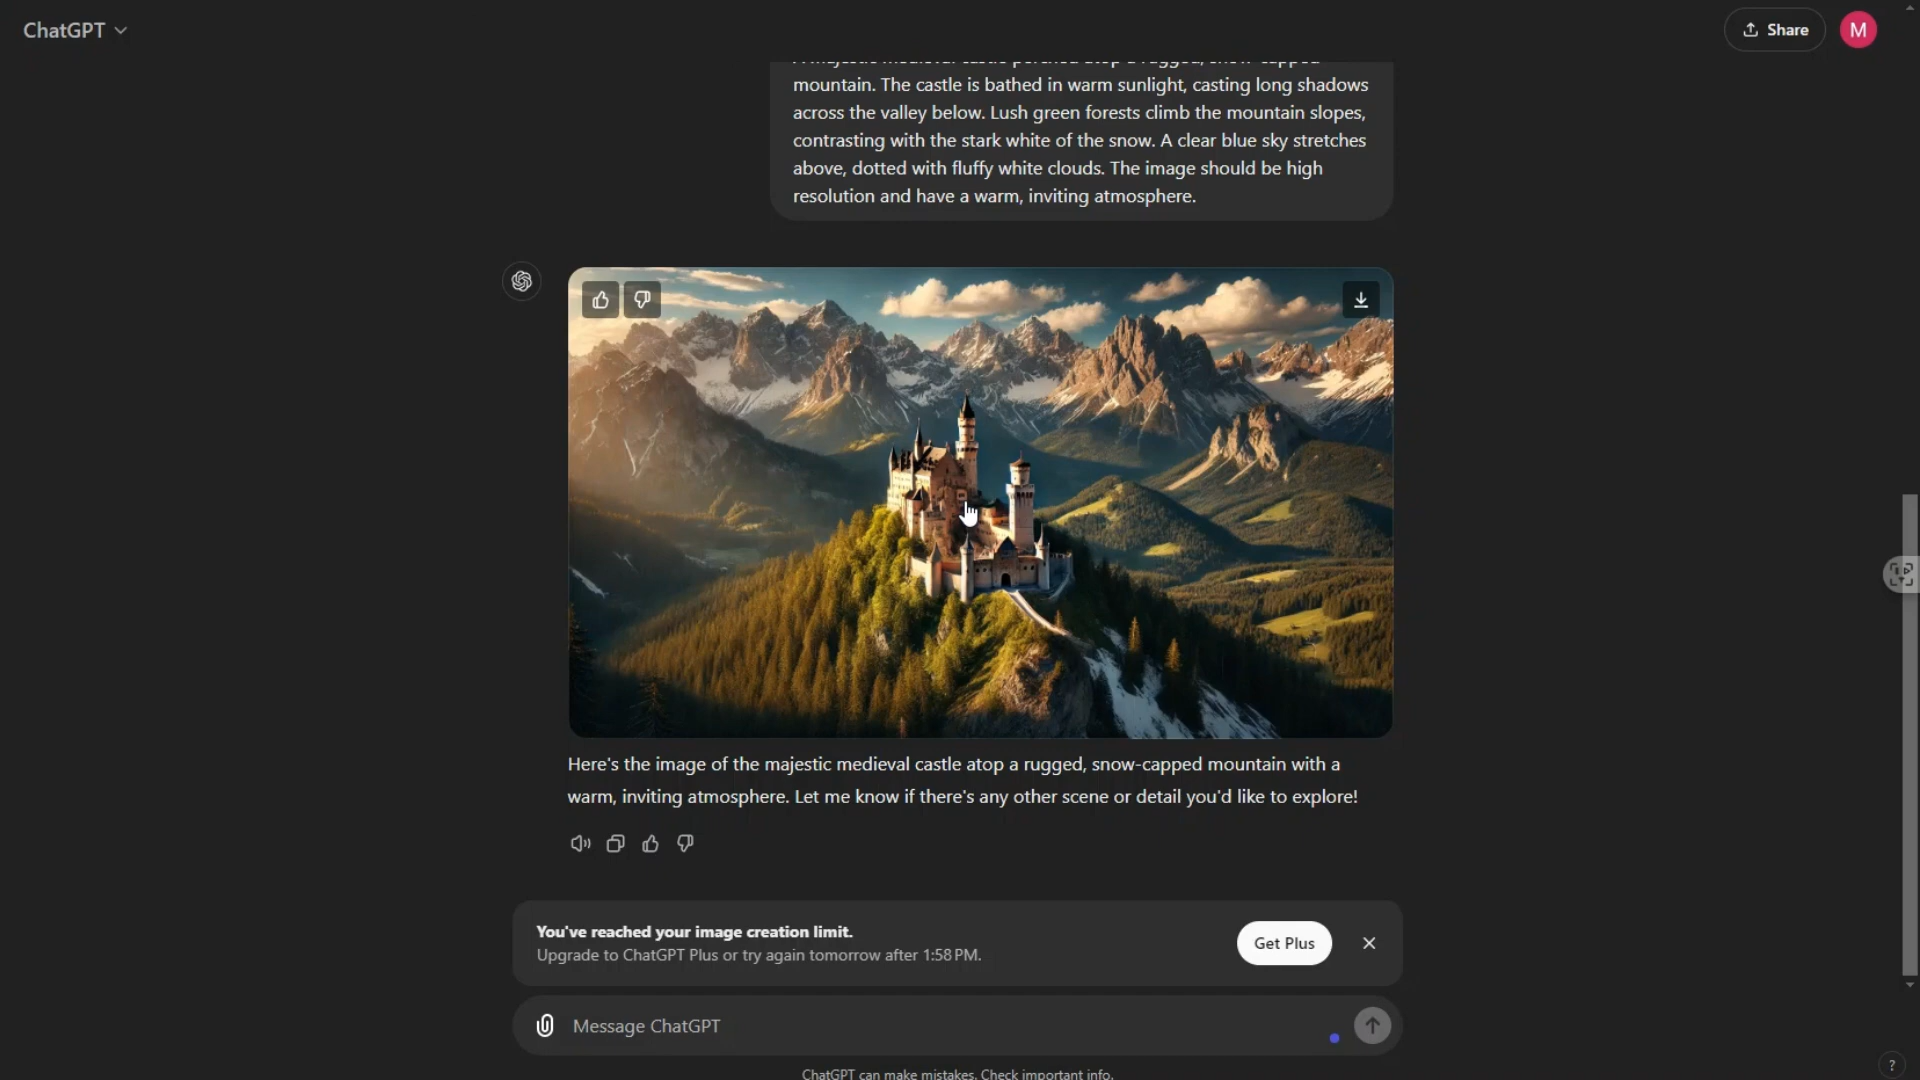 ChatGPT
Share
M
mountain. The castle is bathed in warm sunlight, casting long shadows
across the valley below. Lush green forests climb the mountain slopes,
contrasting with the stark white of the snow. A clear blue sky stretches
above, dotted with fluffy white clouds. The image should be high
resolution and have a warm, inviting atmosphere.
Here's the image of the majestic medieval castle atop a rugged, snow-capped mountain with a
warm, inviting atmosphere. Let me know if there's any other scene or detail you'd like to explore!
You've reached your image creation limit.
Upgrade to ChatGPT Plus or try again tomorrow after 1:58 PM.
Get Plus
Message ChatGPT
ChatGPT can make mistakes. Check important info.
?